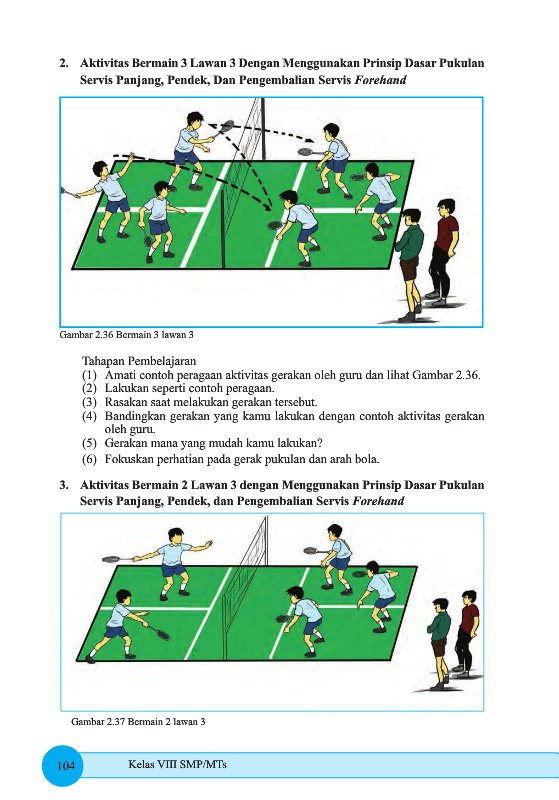 2. Aktivitas Bermain 3 Lawan 3 Dengan Menggunakan Prinsip Dasar Pukulan
Servis Panjang, Pendek, Dan Pengembalian Servis Forehand
Gambar 2.36 Bermain 3 lawan 3
Tahapan Pembelajaran
(1) Amati contoh peragaan aktivitas gerakan oleh guru dan lihat Gambar 2.36.
(2) Lakukan seperti contoh peragaan.
(3) Rasakan saat melakukan gerakan tersebut.
(4) Bandingkan gerakan yang kamu lakukan dengan contoh aktivitas gerakan
oleh guru.
(5) Gerakan mana yang mudah kamu lakukan?
(6) Fokuskan perhatian pada gerak pukulan dan arah bola.
3. Aktivitas Bermain 2 Lawan 3 dengan Menggunakan Prinsip Dasar Pukulan
Servis Panjang, Pendek, dan Pengembalian Servis Forehand
Gambar 2.37 Bermain 2 lawan 3
104 Kelas VIII SMP/MTs